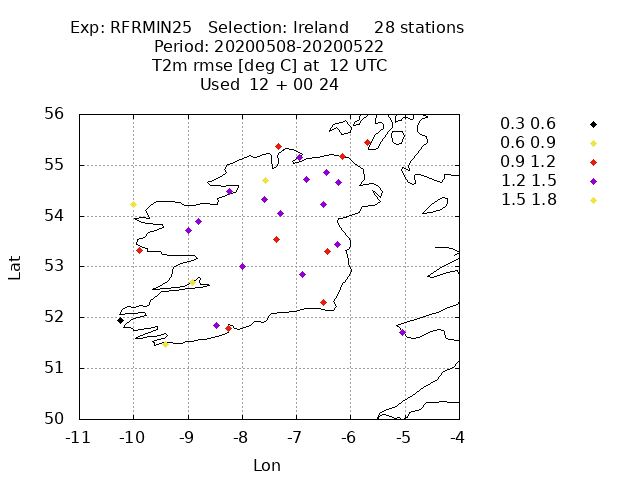 Exp: RFRMIN25 Selection: Ireland 28 stations
Period: 20200508-20200522
T2m rmse [deg C] at 12 UTC
Used 12 + 00 24
56
55
54
53
52
51
50
Lat
-11 -10 -9 -8 -7 -6 -5 -4
Lon
0.3 0.6
0.6 0.9
0.9 1.2
1.2 1.5
1.5 1.8